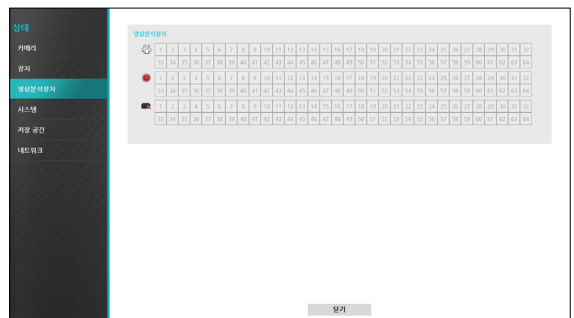 상태
카메라
장치
영상분석장치
시스템
저장 공간
네트워크
영상분석장치
1 2 3 4 5 6 7 8 9 10 11 12 13 14 15 16 17 18 19 20 21 22 23 24 25 26 27 28 29 30 31 32
33 34 35 36 37 38 39 40 41 42 43 44 45 46 47 48 49 50 51 52 53 54 55 56 57 58 59 60 61 62 63 64
1 2 3 4 5 6 7 8 9 10 11 12 13 14 15 16 17 18 19 20 21 22 23 24 25 26 27 28 29 30 31 32
33 34 35 36 37 38 39 40 41 42 43 44 45 46 47 48 49 50 51 52 53 54 55 56 57 58 59 60 61 62 63 64
1 2 3 4 5 6 7 8 9 10 11 12 13 14 15 16 17 18 19 20 21 22 23 24 25 26 27 28 29 30 31 32
33 34 35 36 37 38 39 40 41 42 43 44 45 46 47 48 49 50 51 52 53 54 55 56 57 58 59 60 61 62 63 64
닫기